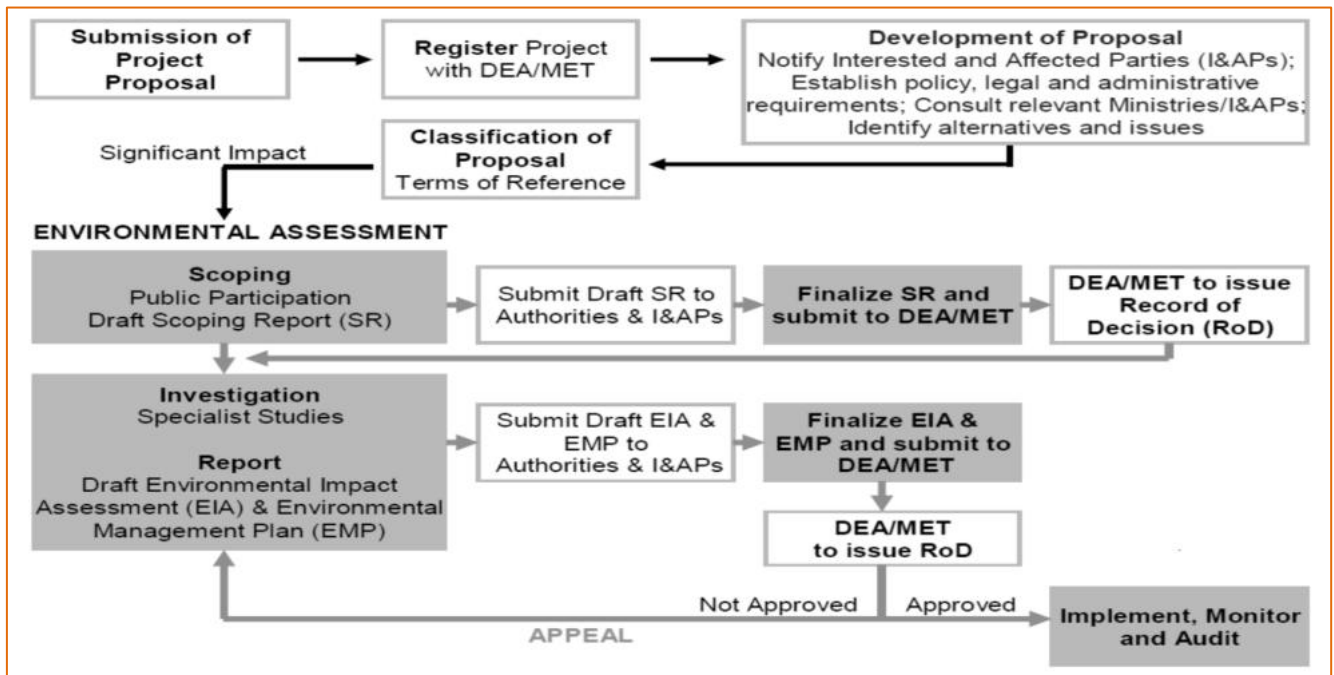 Submission of
Project
Proposal
Register Project
with DEA/MET
Development of Proposal
Notify Interested and Affected Parties (I&APs);
Establish policy, legal and administrative
requirements; Consult relevant Ministries/I&APs;
Identify alternatives and issues
Classification of
Proposal
Terms of Reference
Significant Impact
ENVIRONMENTAL ASSESSMENT
Scoping
Public Participation
Draft Scoping Report (SR)
Submit Draft SR to
Authorities & I&APs
Finalize SR and
submit to DEA/MET
DEA/MET to issue
Record of
Decision (RoD)
Investigation
Specialist Studies
Report
Draft Environmental Impact
Assessment (EIA) & Environmental
Management Plan (EMP)
Submit Draft EIA &
EMP to
Authorities & I&APs
Finalize EIA &
EMP and submit to
DEA/MET
DEA/MET
to issue RoD
Not Approved
Approved
APPEAL
Implement, Monitor
and Audit